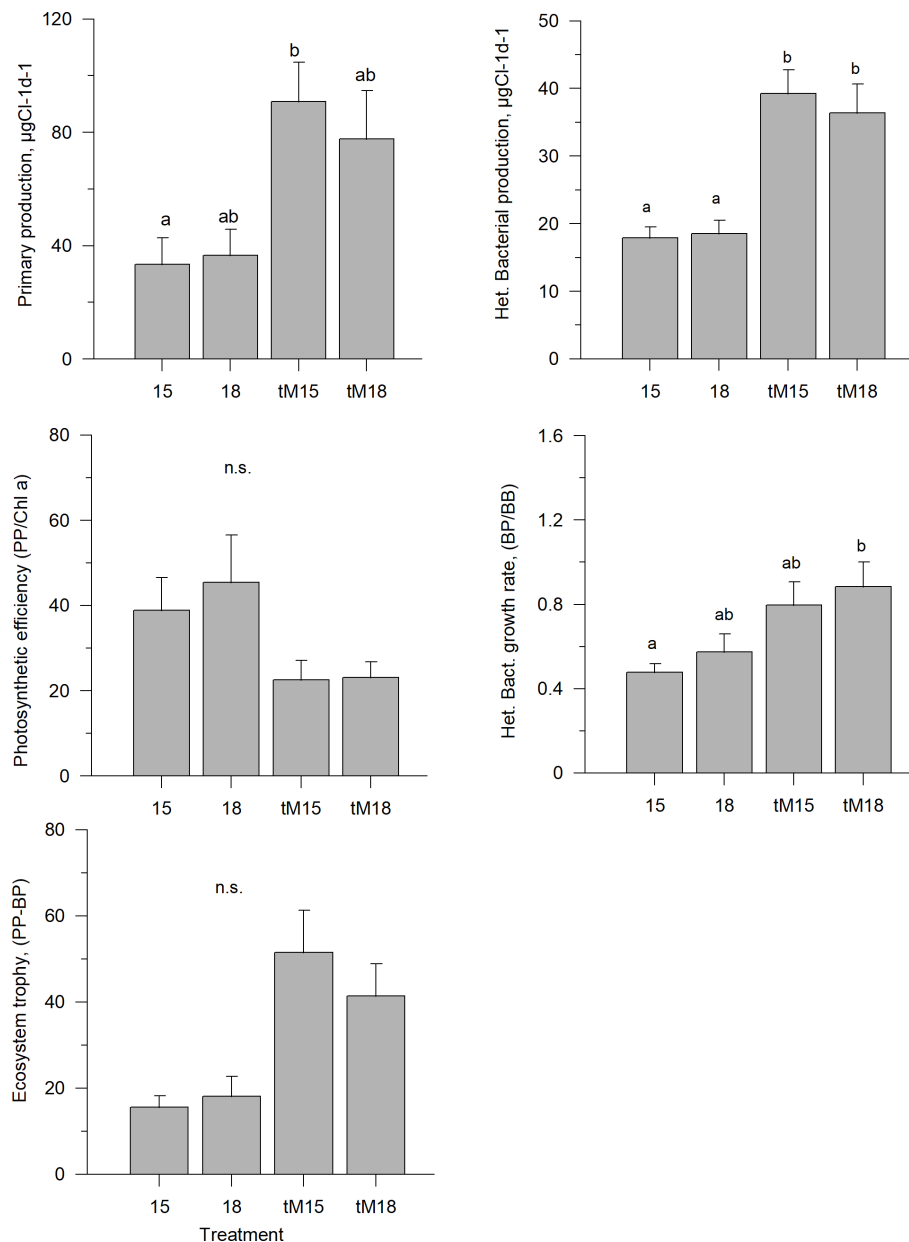 Primary production, µgCl-1d-1
120
80
40
0
a
ab
b
ab
15 18 tM15 tM18
Het. Bacterial production, µgCl-1d-1
50
40
30
20
10
0
a
a
b
b
15 18 tM15 tM18
Photosynthetic efficiency (PP/Chl a)
80
60
40
20
0
n.s.
15 18 tM15 tM18
Het. Bact. growth rate, (BP/BB)
1.6
1.2
0.8
0.4
0
a
ab
ab
b
15 18 tM15 tM18
Ecosystem trophy, (PP-BP)
80
60
40
20
0
n.s.
15 18 tM15 tM18
Treatment